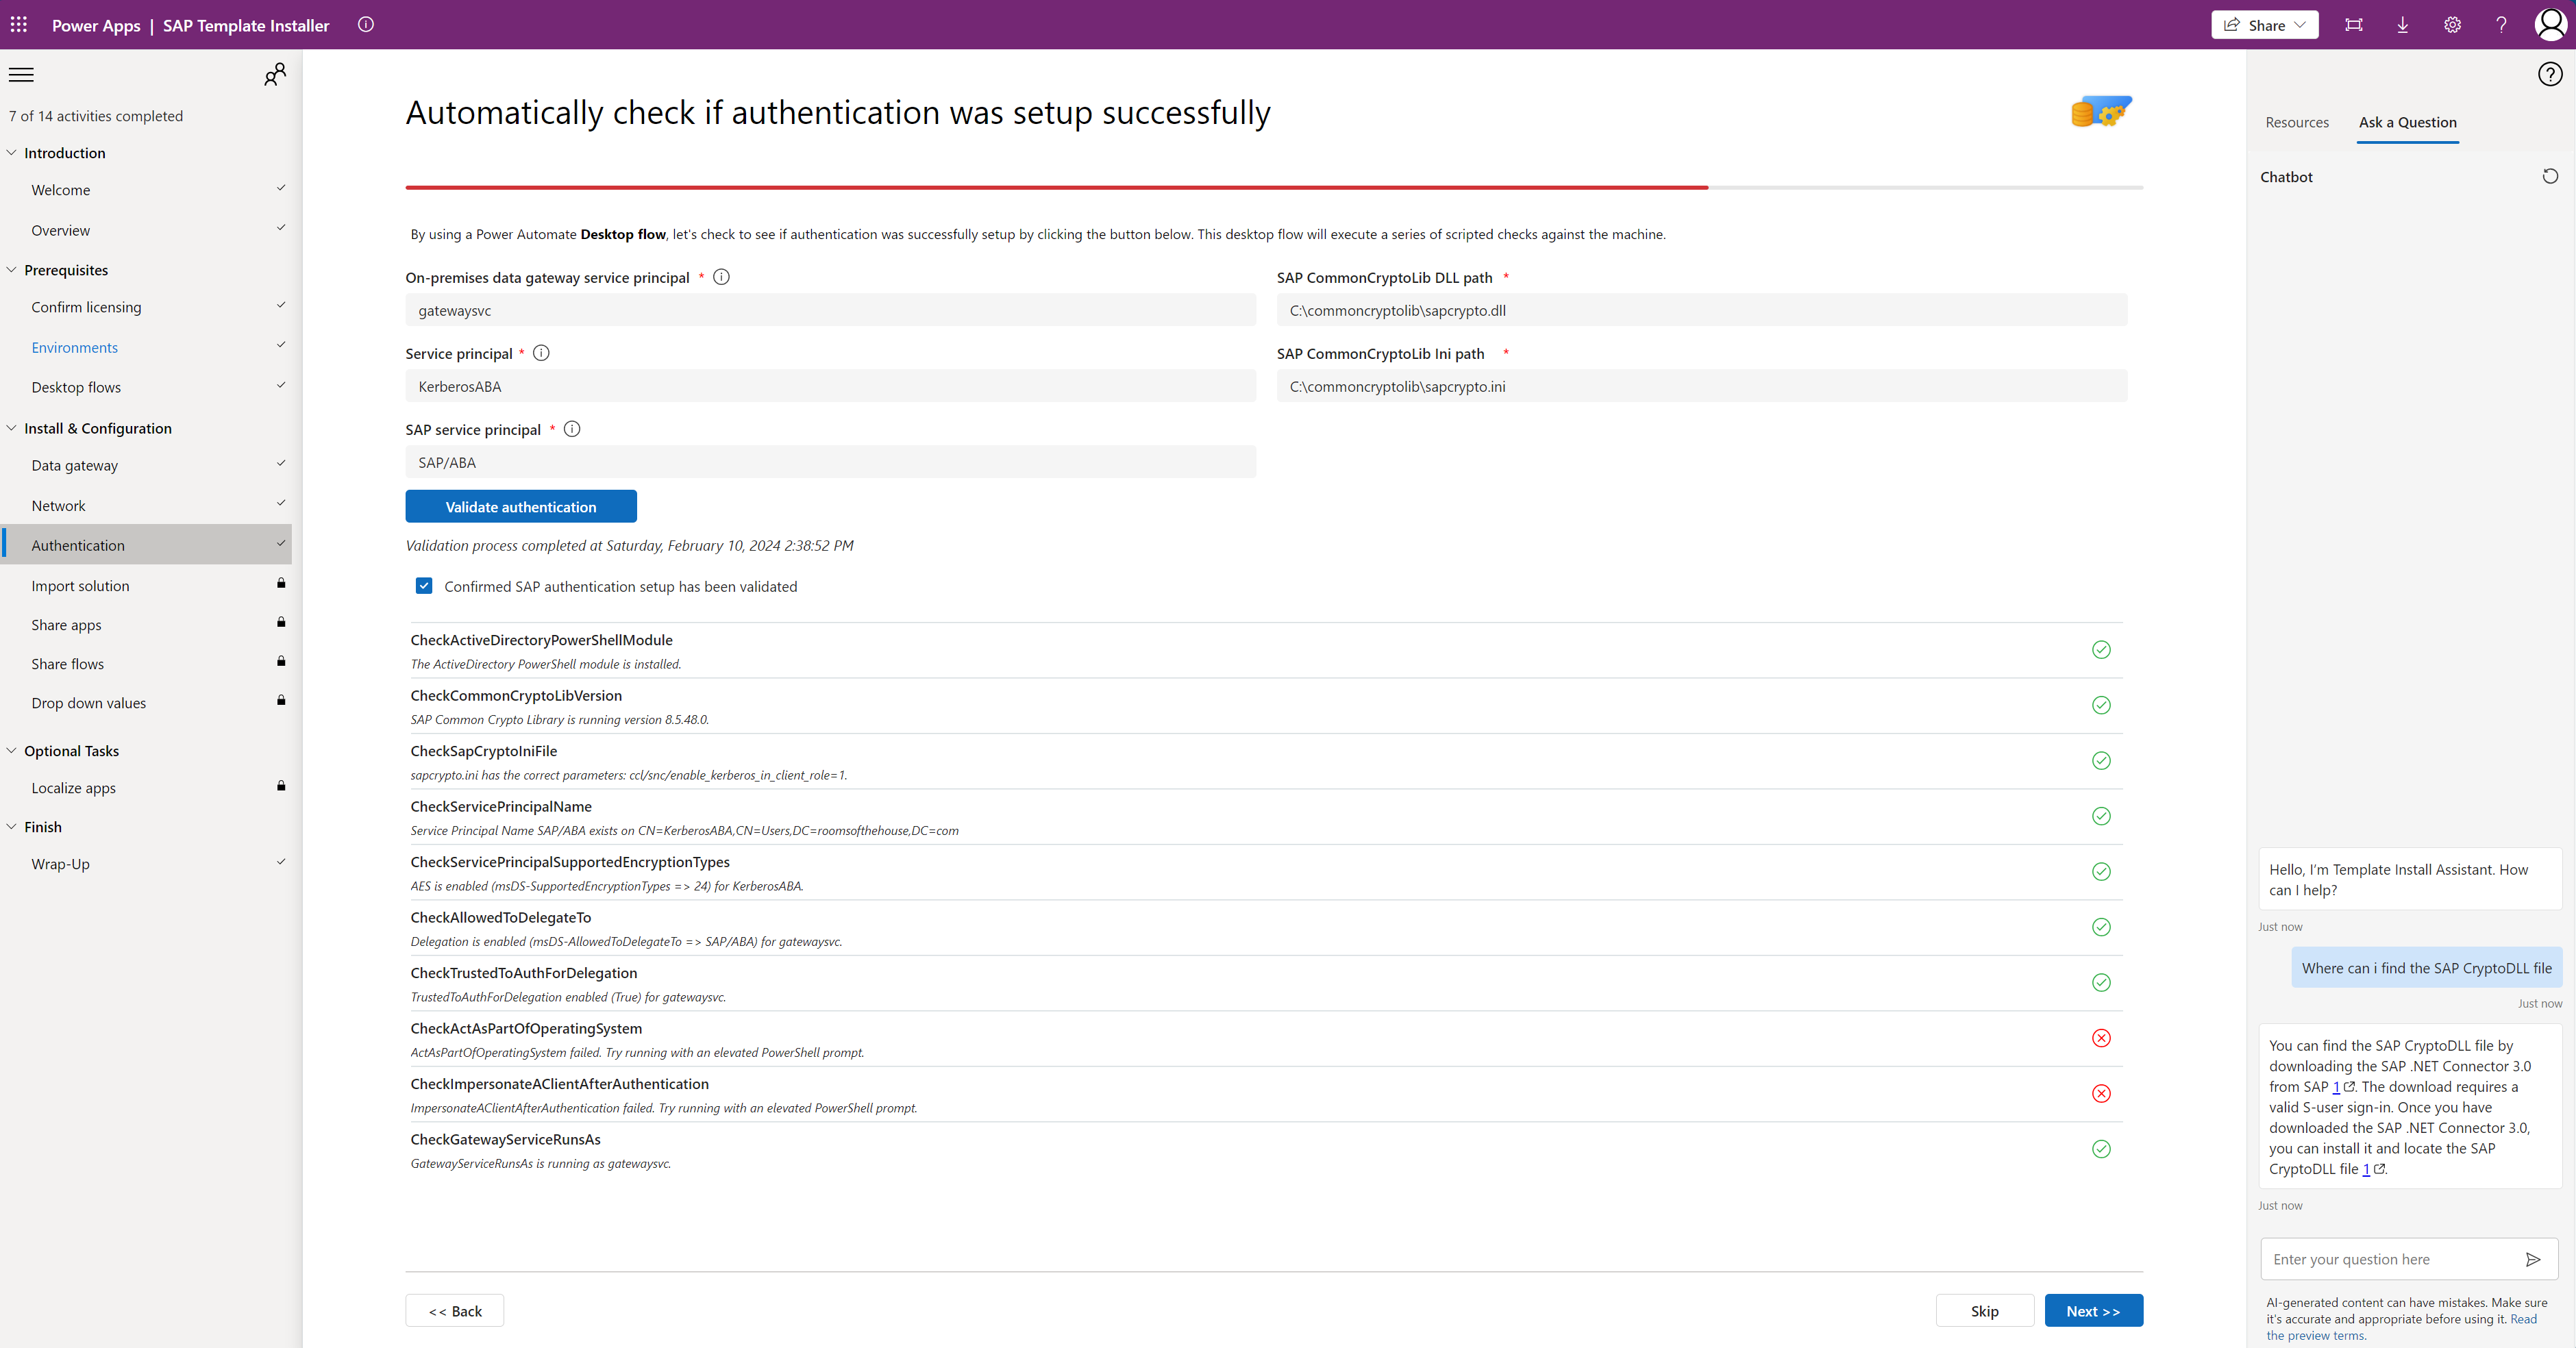 Power Apps | SAP Template Installer
Share
7 of 14 activities completed
Introduction
Welcome
Overview
Prerequisites
Confirm licensing
Environments
Desktop flows
Install & Configuration
Data gateway
Network
Authentication
Import solution
Share apps
Share flows
Drop down values
Optional Tasks
Localize apps
Finish
Wrap-Up
Automatically check if authentication was setup successfully
By using a Power Automate Desktop flow, let's check to see if authentication was successfully setup by clicking the button below. This desktop flow will execute a series of scripted checks against the machine.
On-premises data gateway service principal *
gatewaysvc
Service principal *
KerberosABA
SAP service principal *
SAP/ABA
SAP CommonCryptoLib DLL path *
C:\commoncryptolib\sapcrypto.dll
SAP CommonCryptoLib Ini path *
C:\commoncryptolib\sapcrypto.ini
Validate authentication
Validation process completed at Saturday, February 10, 2024 2:38:52 PM
Confirmed SAP authentication setup has been validated
CheckActiveDirectoryPowerShellModule
The ActiveDirectory PowerShell module is installed.
CheckCommonCryptoLibVersion
SAP Common Crypto Library is running version 8.5.48.0.
CheckSapCryptoIniFile
sapcrypto.ini has the correct parameters: ccl/snc/enable_kerberos_in_client_role=1.
CheckServicePrincipalName
Service Principal Name SAP/ABA exists on CN=KerberosABA,CN=Users,DC=roomsofthehouse,DC=com
CheckServicePrincipalSupportedEncryptionTypes
AES is enabled (msDS-SupportedEncryptionTypes => 24) for KerberosABA.
CheckAllowedToDelegateTo
Delegation is enabled (msDS-AllowedToDelegateTo => SAP/ABA) for gatewaysvc.
CheckTrustedToAuthForDelegation
TrustedToAuthForDelegation enabled (True) for gatewaysvc.
CheckActAsPartOfOperatingSystem
ActAsPartOfOperatingSystem failed. Try running with an elevated PowerShell prompt.
CheckImpersonateAClientAfterAuthentication
ImpersonateAClientAfterAuthentication failed. Try running with an elevated PowerShell prompt.
CheckGatewayServiceRunsAs
GatewayServiceRunsAs is running as gatewaysvc.
<< Back
Skip
Next >>
Resources
Ask a Question
Chatbot
Hello, I'm Template Install Assistant. How
can I help?
Just now
Where can i find the SAP CryptoDLL file
Just now
You can find the SAP CryptoDLL file by
downloading the SAP .NET Connector 3.0
from SAP 1. The download requires a
valid S-user sign-in. Once you have
downloaded the SAP .NET Connector 3.0,
you can install it and locate the SAP
CryptoDLL file 1.
Just now
Enter your question here
AI-generated content can have mistakes. Make sure
it's accurate and appropriate before using it. Read
the preview terms.